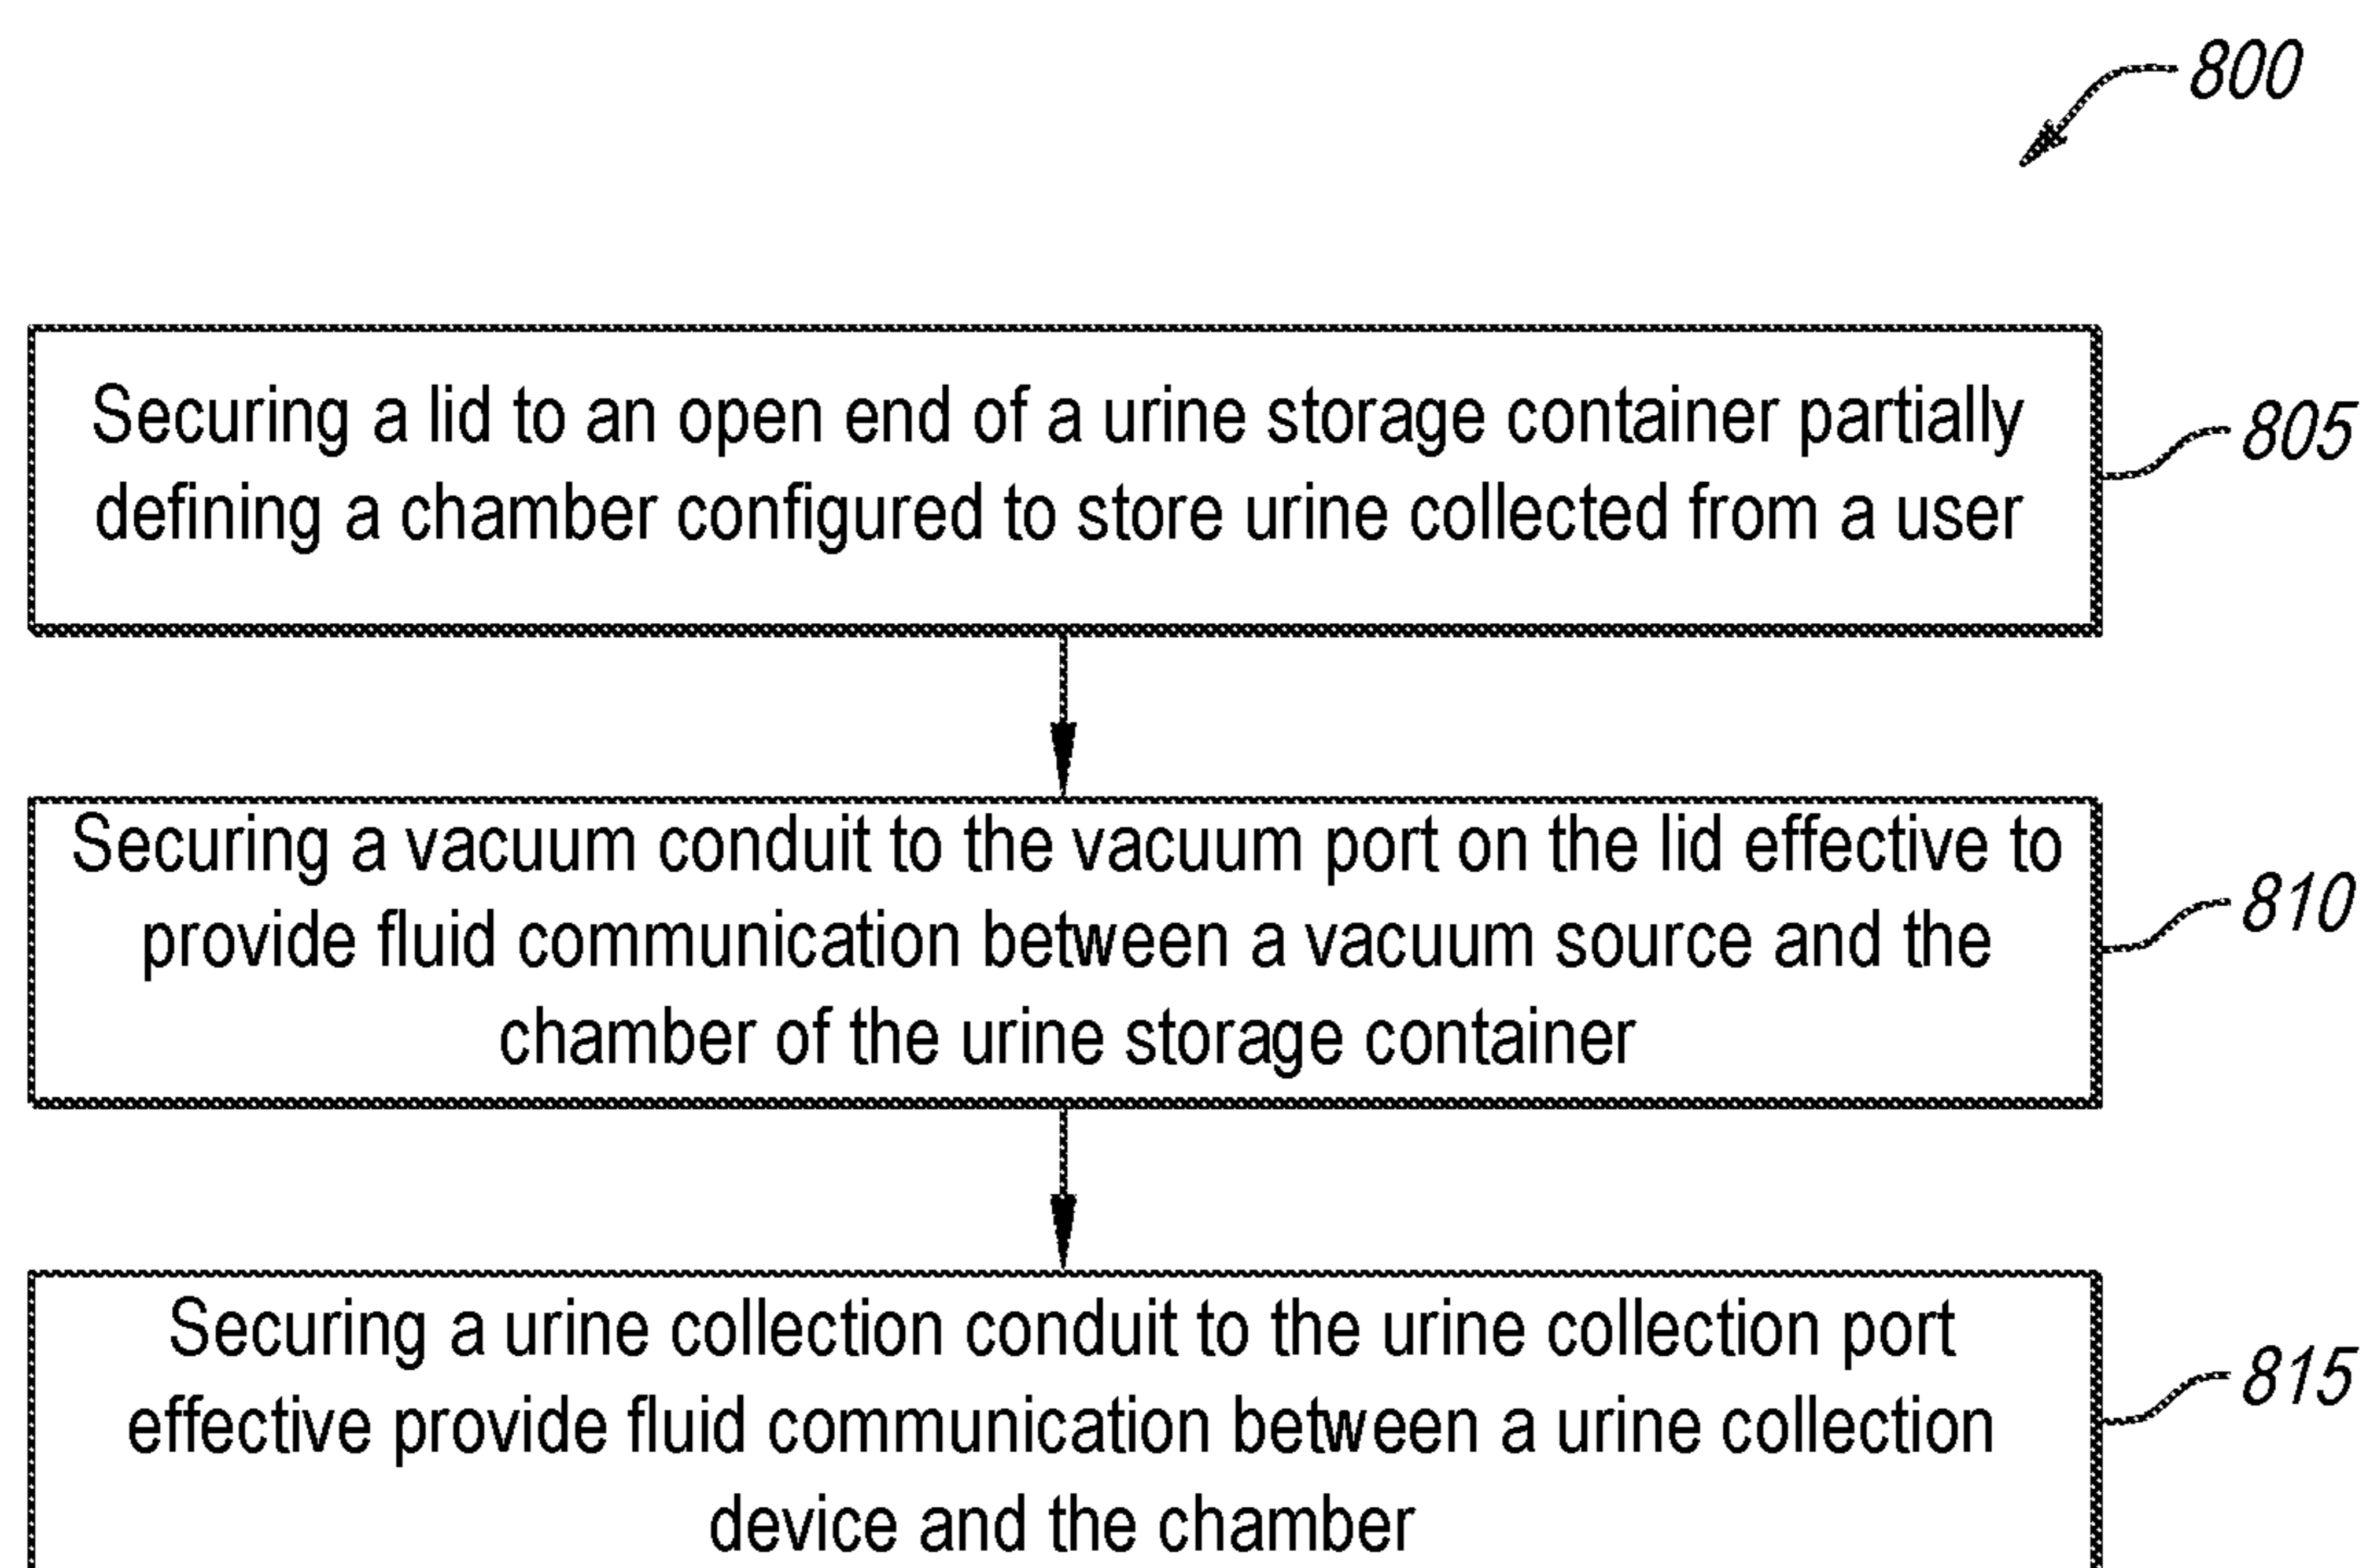 800
Securing a lid to an open end of a urine storage container partially
defining a chamber configured to store urine collected from a user
805
Securing a vacuum conduit to the vacuum port on the lid effective to
provide fluid communication between a vacuum source and the
chamber of the urine storage container
810
Securing a urine collection conduit to the urine collection port
effective provide fluid communication between a urine collection
device and the chamber
815